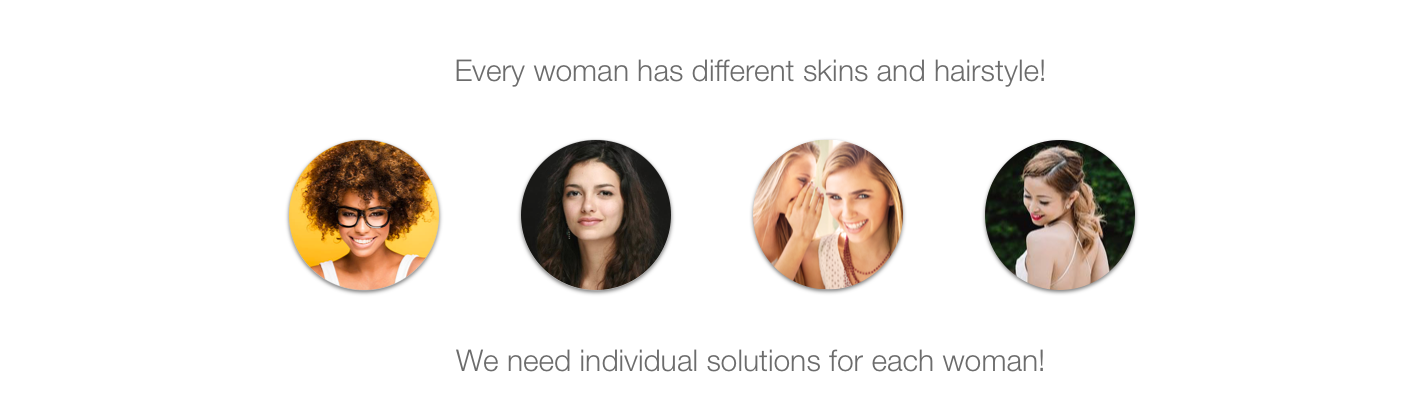 Every woman has different skins and hairstyle!
We need individual solutions for each woman!